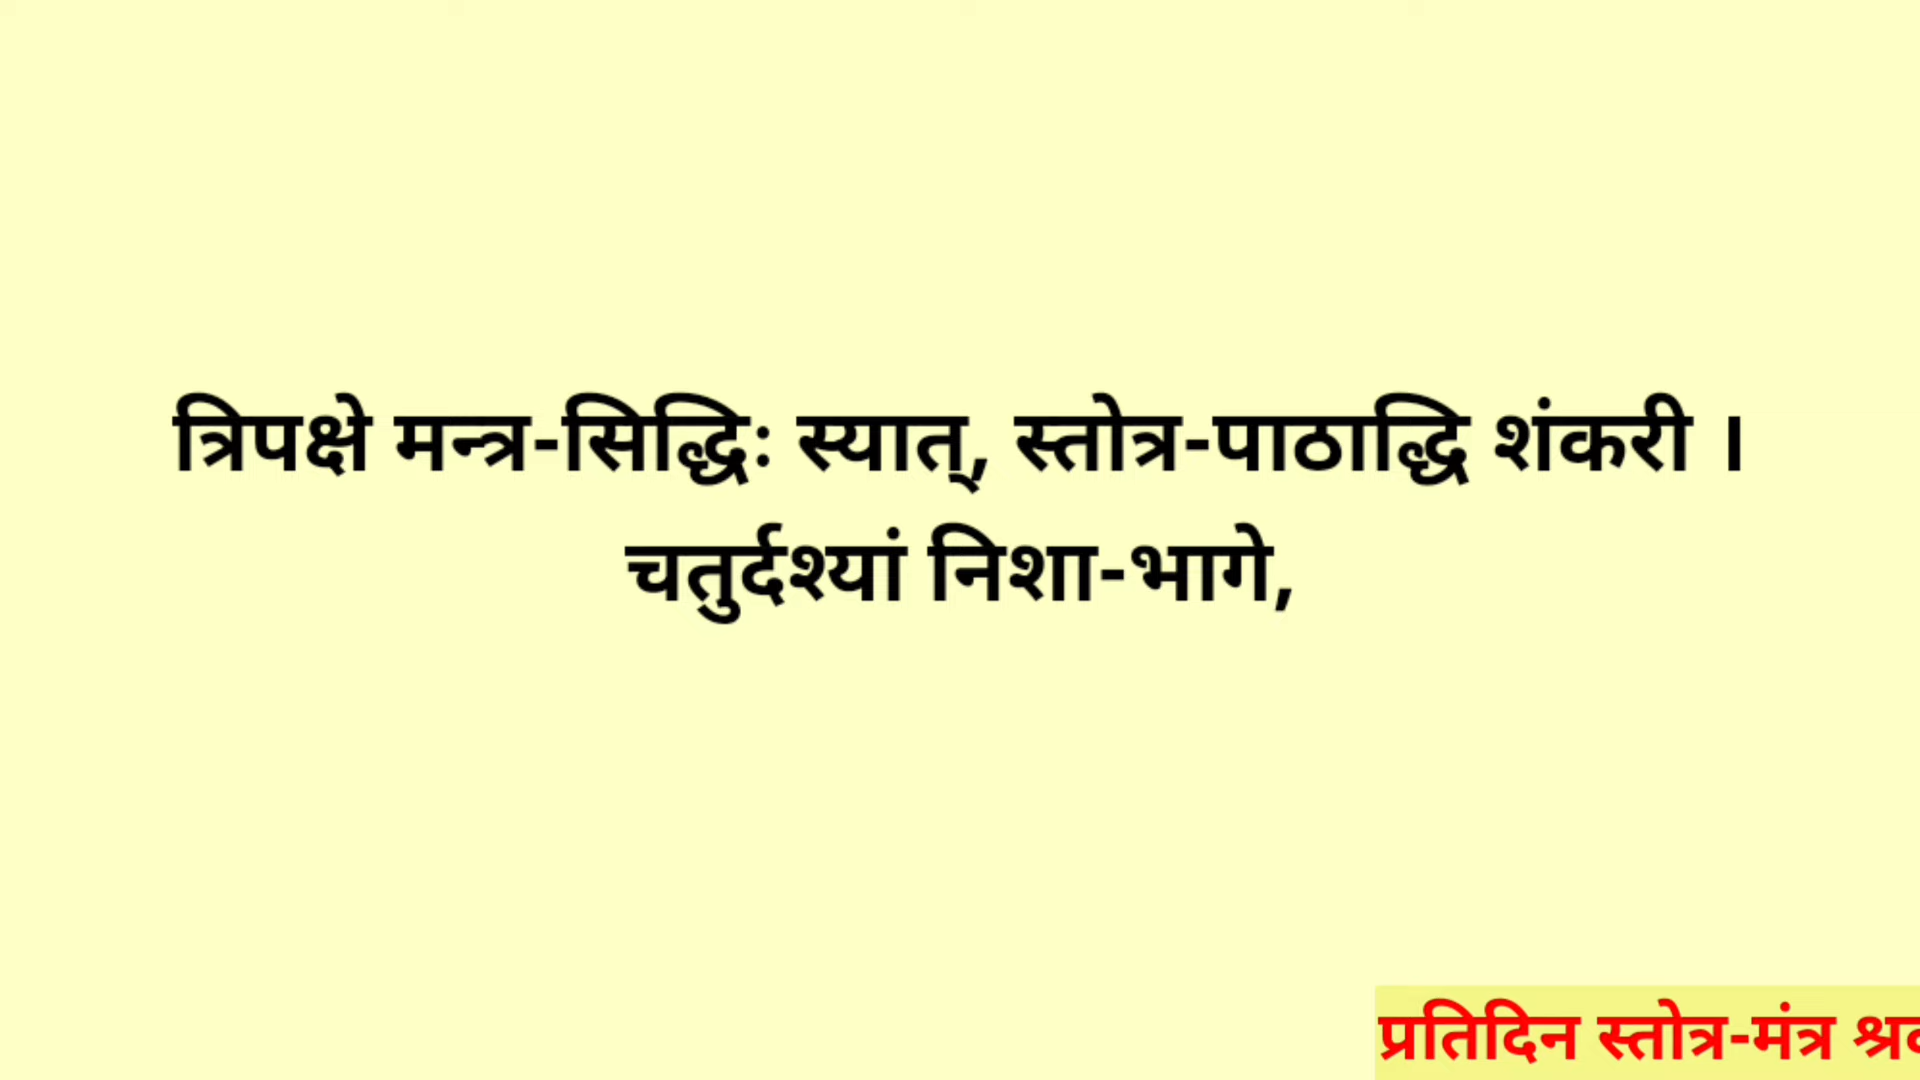 त्रिपक्षे मन्त्र-सिद्धिः स्यात्, स्तोत्र-पाठाद्धि शंकरी ।
चतुर्दश्यां निशा-भागे,
प्रतिदिन स्तोत्र-मंत्र